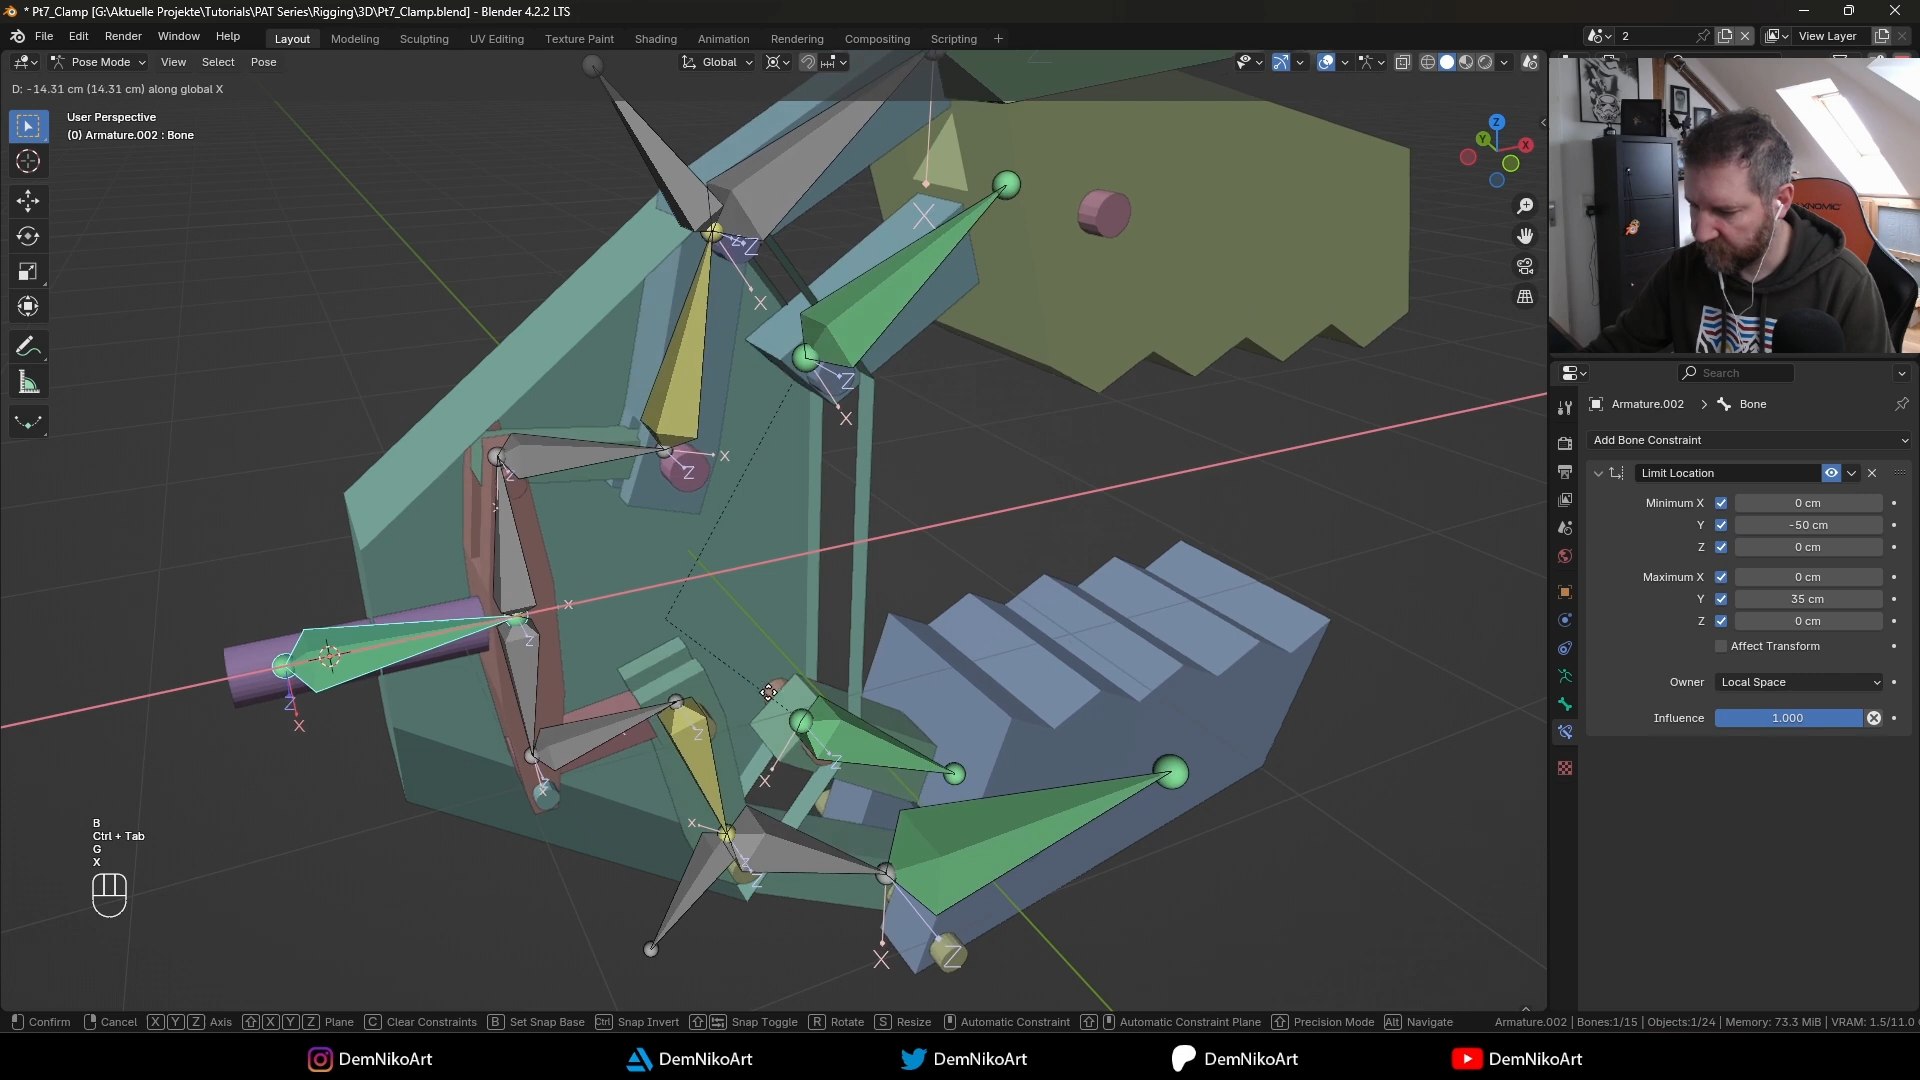 * Pt7_Clamp [G:\Aktuelle Projekte\Tutorials\PAT Series\Rigging\3D\Pt7_Clamp.blend] - Blender 4.2.2 LTS
File Edit Render Window Help
Layout Modeling Sculpting UV Editing Texture Paint Shading Animation Rendering Compositing Scripting +
2
View Layer
Pose Mode View Select Pose
Global
D: -14.31 cm (14.31 cm) along global X
User Perspective
(0) Armature.002 : Bone
Z
Y
X
Search
Armature.002 > Bone
Add Bone Constraint
Limit Location
Minimum X 0 cm
Y -50 cm
Z 0 cm
Maximum X 0 cm
Y 35 cm
Z 0 cm
Affect Transform
Owner Local Space
Influence 1.000
B
Ctrl + Tab
G
X
Confirm Cancel X Y Z Axis X Y Z Plane C Clear Constraints B Set Snap Base Ctrl Snap Invert Snap Toggle R Rotate S Resize Automatic Constraint Automatic Constraint Plane Precision Mode Alt Navigate
Armature.002 | Bones:1/15 | Objects:1/24 | Memory: 73.3 MiB | VRAM: 1.5/11.0
DemNikoArt DemNikoArt DemNikoArt DemNikoArt DemNikoArt